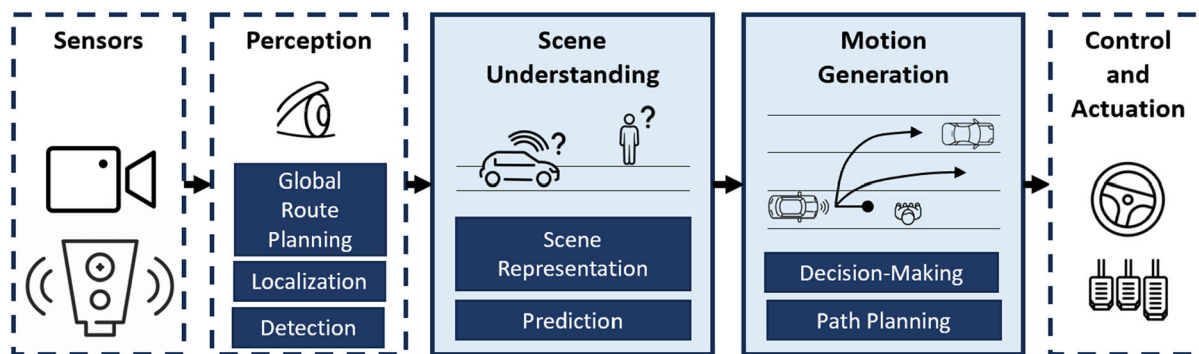 Sensors
Perception
Global
Route
Planning
Localization
Detection
Scene
Understanding
?
?
Scene
Representation
Prediction
Motion
Generation
Decision-Making
Path Planning
Control
and
Actuation